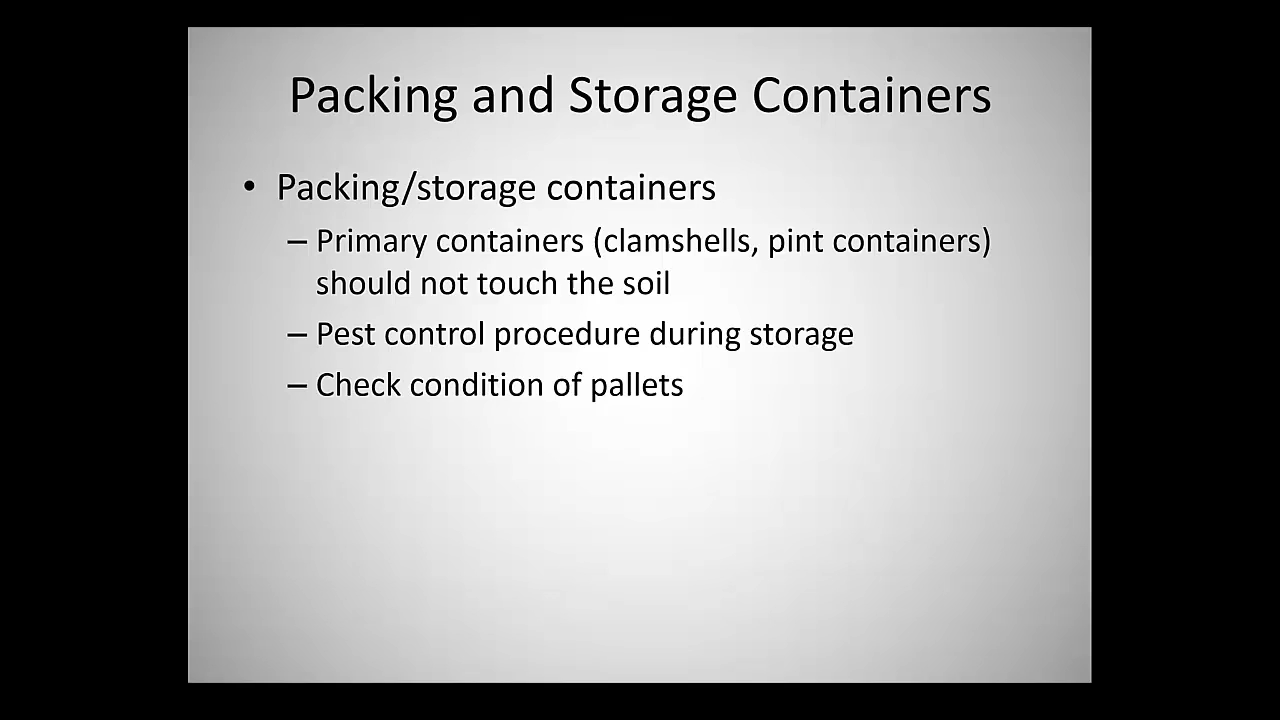 Packing and Storage Containers
• Packing/storage containers
– Primary containers (clamshells, pint containers)
should not touch the soil
– Pest control procedure during storage
– Check condition of pallets